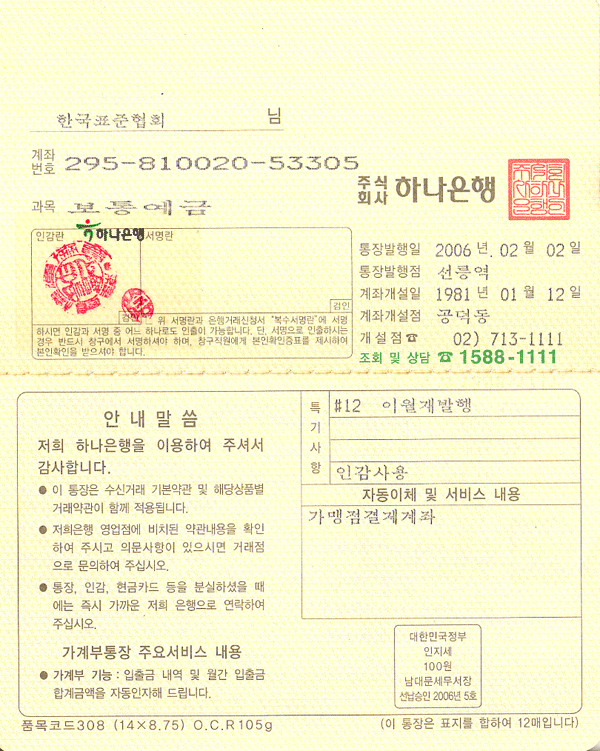 한국표준협회 님
계좌번호 295-810020-53305
주식회사 하나은행
과목 보통예금
인감란 하나은행 서명란
통장발행일 2006 년. 02 월 02 일
통장발행점 선릉역
계좌개설일 1981 년 01 월 12 일
계좌개설점 공덕동
개설점☎ 02) 713-1111
조회 및 상담 ☎ 1588-1111
검인
검인
위 서명란과 은행거래신청서 "복수서명란"에 서명
하시면 인감과 서명 중 어느 하나로도 인출이 가능합니다. 단, 서명으로 인출하시는
경우 반드시 창구에서 서명하셔야 하며, 창구직원에게 본인확인증표를 제시하여
본인확인을 받으셔야 합니다.
안 내 말 씀
저희 하나은행을 이용하여 주셔서
감사합니다.
● 이 통장은 수신거래 기본약관 및 해당상품별
거래약관이 함께 적용됩니다.
● 저희은행 영업점에 비치된 약관내용을 확인
하여 주시고 의문사항이 있으시면 거래점
으로 문의하여 주십시오.
● 통장, 인감, 현금카드 등을 분실하셨을 때
에는 즉시 가까운 저희 은행으로 연락하여
주십시오.
가계부통장 주요서비스 내용
● 가계부 기능 : 입출금 내역 및 월간 입출금
합계금액을 자동인자해 드립니다.
특기사항
#12 이월재발행
인감사용
자동이체 및 서비스 내용
가맹점결제계좌
대한민국정부
인지세
100원
남대문세무서장
선납승인 2006년 5호
품목코드308 (14×8.75) O.C.R105g
(이 통장은 표지를 합하여 12매입니다)